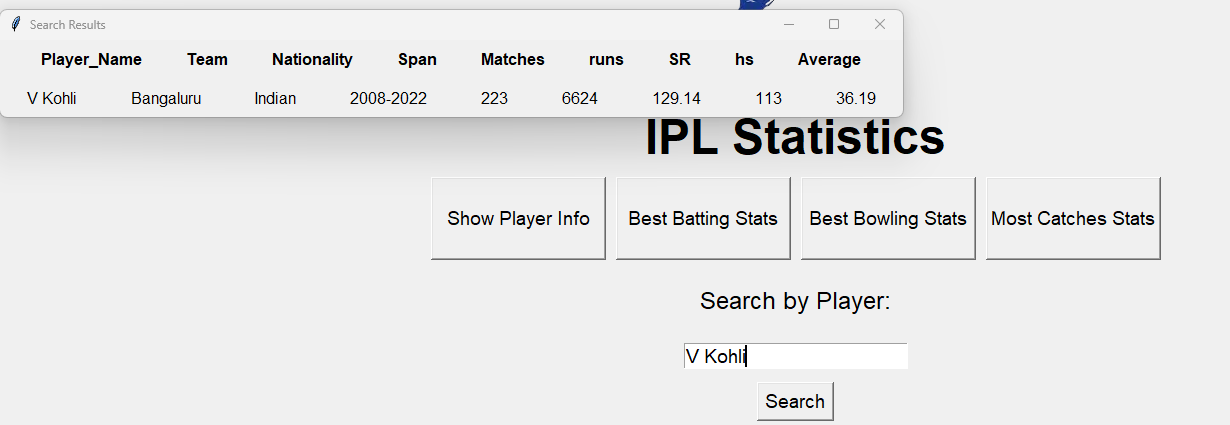 Search Results
Player_Name Team Nationality Span Matches runs SR hs Average
V Kohli Bangaluru Indian 2008-2022 223 6624 129.14 113 36.19
IPL Statistics
Show Player Info Best Batting Stats Best Bowling Stats Most Catches Stats
Search by Player:
V Kohli
Search